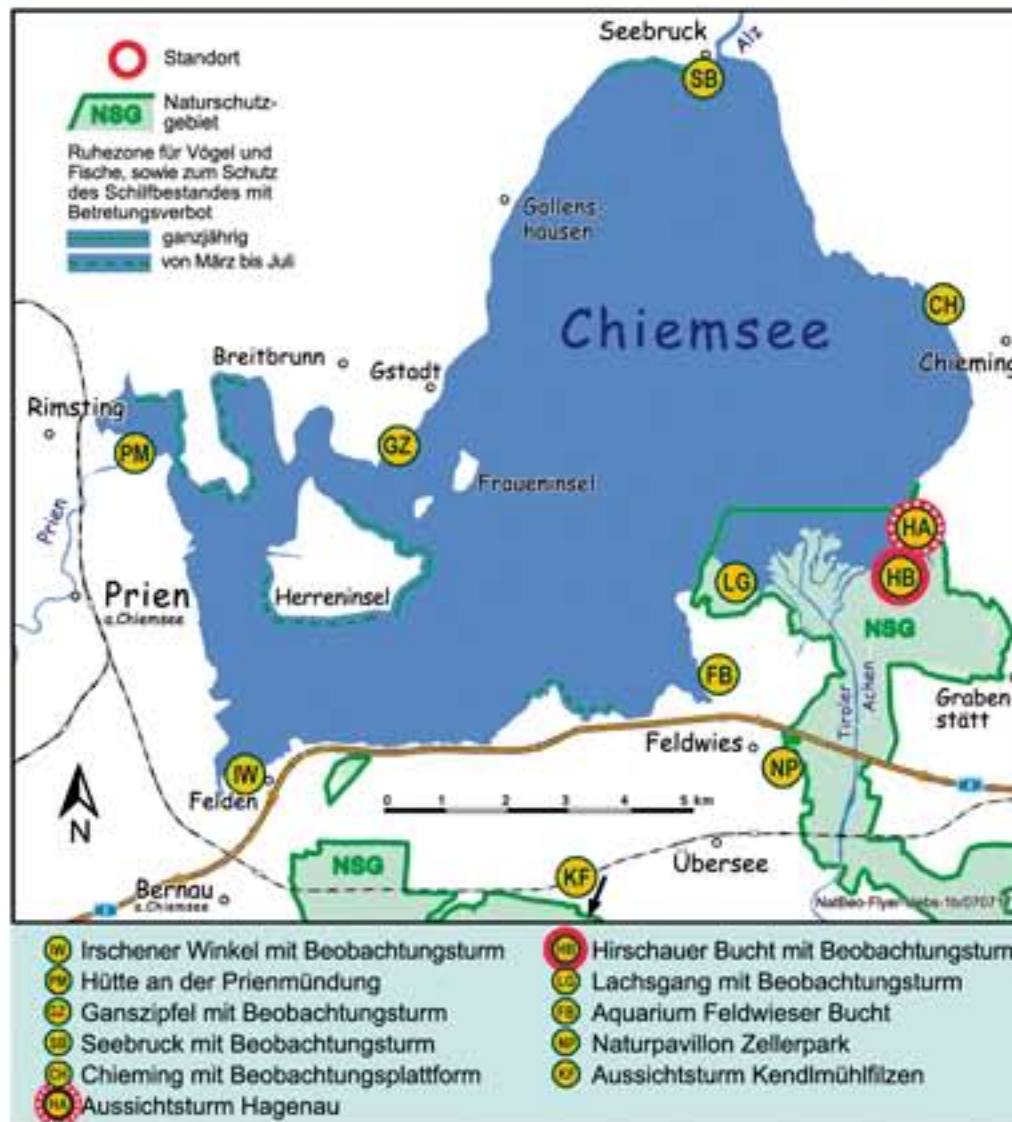 Standort
NSG
Naturschutz-
gebiet
Ruhezone für Vögel und
Fische, sowie zum Schutz
des Schilfbestandes mit
Betretungsverbot
ganzjährig
von März bis Juli
Seebruck
Alz
SB
Gollens-
hausen
Chiemsee
CH
Chieming
Breitbrunn
Gstadt
Rimsting
PM
GZ
Fraueninsel
Prien
HA
Herreninsel
LG
HB
Prien
a.Chiemsee
NSG
FB
Tiroler
Achen
Graben-
stätt
Feldwies
IW
NP
Felden
N
0 1 2 3 4 5 km
NSG
KF
Übersee
Bernau
a.Chiemsee
IW Irschener Winkel mit Beobachtungsturm
PM Hütte an der Prienmündung
GZ Ganszipfel mit Beobachtungsturm
SB Seebruck mit Beobachtungsturm
CH Chieming mit Beobachtungsplattform
HA Aussichtsturm Hagenau
HB Hirschauer Bucht mit Beobachtungsturm
LG Lachsgang mit Beobachtungsturm
FB Aquarium Feldwieser Bucht
NP Naturpavillon Zellerpark
KF Aussichtsturm Kendlmühlfilzen